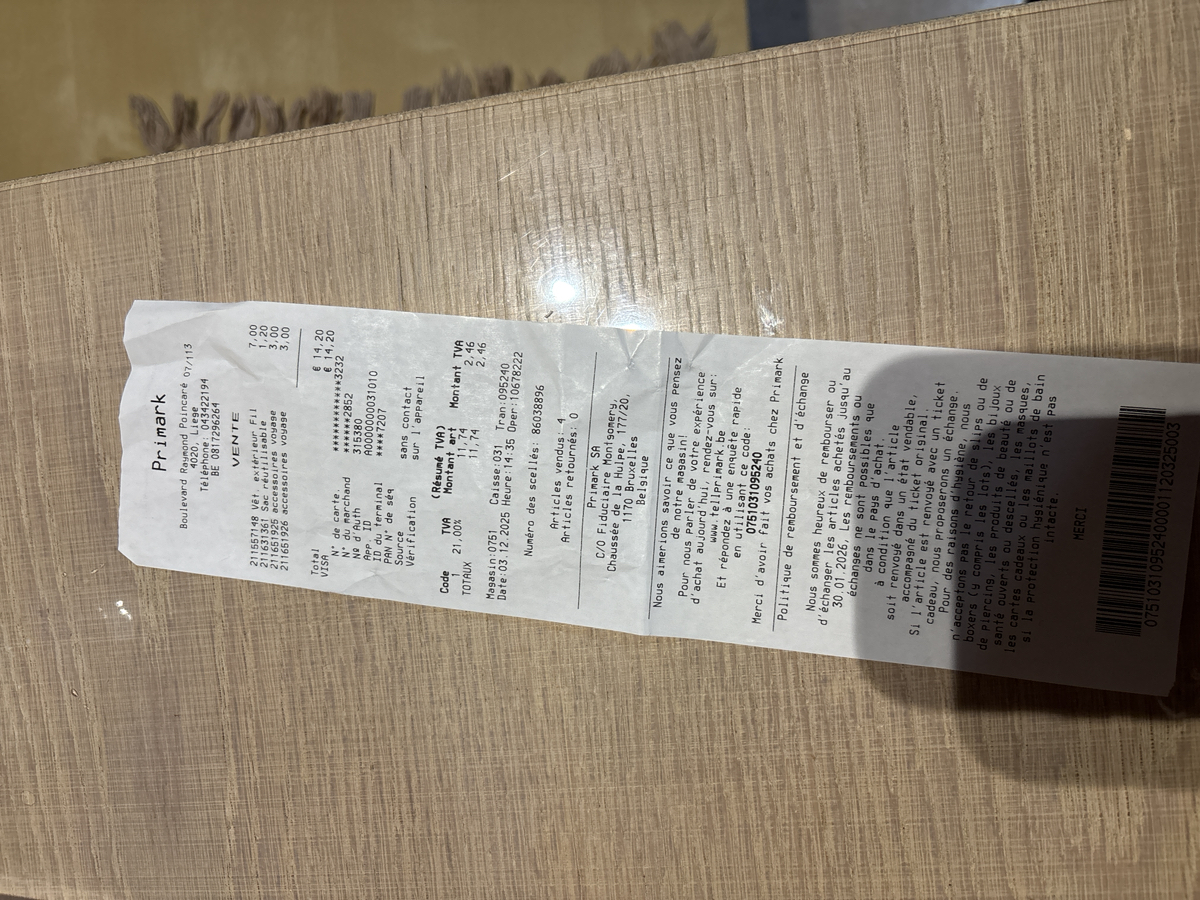 Primark
Boulevard Raymond Poincaré 07/113
4020, Liege
Téléphone: 043422194
BE 0817296264
VENTE
221557148 Vêt. extérieur Fil 7,00
211631361 Sac réutilisable 1,20
211651925 accessoires voyage 3,00
211651926 accessoires voyage 3,00
Total € 14,20
VISA € 14,20
N° de carte. ************3232
N° du marchand ******2852
Nº d'Auth 315380
App. ID A0000000031010
ID du terminal ****7207
PAN N° de séq
Source sans contact
Vérification sur l'appareil
(Résumé TVA)
Code TVA Montant art Montant TVA
1 21,00% 11,74 2,46
TOTAUX 11,74 2,46
Magasin:0751 Caisse:031 Tran:095240
Date:03.12.2025 Heure:14:35 Oper:10678222
Numéro des scellés: 86038896
Articles vendus: 4
Articles retournés: 0
Primark SA
C/O Fiduciaire Montgomery,
Chaussée de la Hulpe, 177/20,
1170 Bruxelles
Belgique
Nous aimerions savoir ce que vous pensez
de notre magasin!
Pour nous parler de votre expérience
d'achat aujourd'hui, rendez-vous sur:
www.tellprimark.be
Et répondez à une enquête rapide
en utilisant ce code:
0751031095240
Merci d'avoir fait vos achats chez Primark
Politique de remboursement et d'échange
Nous sommes heureux de rembourser ou
d'échanger les articles achetés jusqu'au
30.01.2026, Les remboursements ou
échanges ne sont possibles que
dans le pays d'achat,
à condition que l'article
soit renvoyé dans un état vendable,
accompagné du ticket original.
Si l'article est renvoyé avec un ticket
cadeau, nous proposerons un échange.
Pour des raisons d'hygiène, nous
n'acceptons pas le retour de slips ou de
boxers (y compris les lots), les bijoux
de piercing, les produits de beauté ou de
santé ouverts ou descellés, les masques,
les cartes cadeaux ou les maillots de bain
si la protection hygiénique n'est pas
intacte.
MERCI